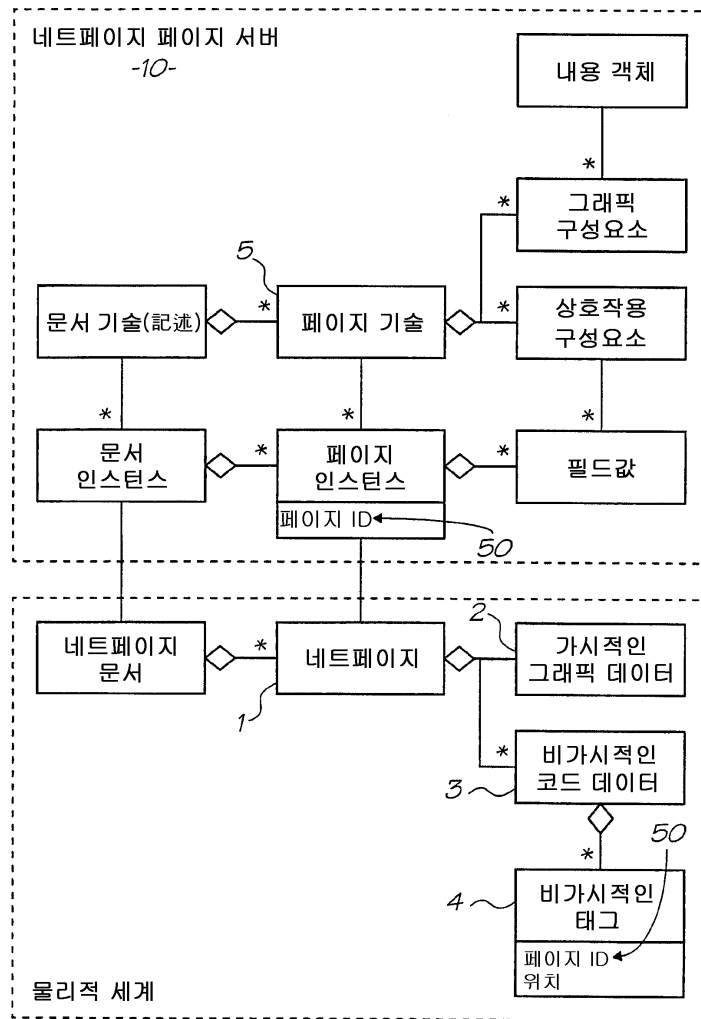 네트페이지 페이지 서버
-10-
내용 객체
*
*
그래픽
구성요소
5
문서 기술(記述)
*
페이지 기술
*
상호작용
구성요소
*
*
*
문서
인스턴스
*
페이지
인스턴스
*
필드값
페이지 ID
50
네트페이지
문서
*
네트페이지
1
2
가시적인
그래픽 데이터
*
비가시적인
코드 데이터
3
50
*
4
비가시적인
태그
페이지 ID
위치
물리적 세계